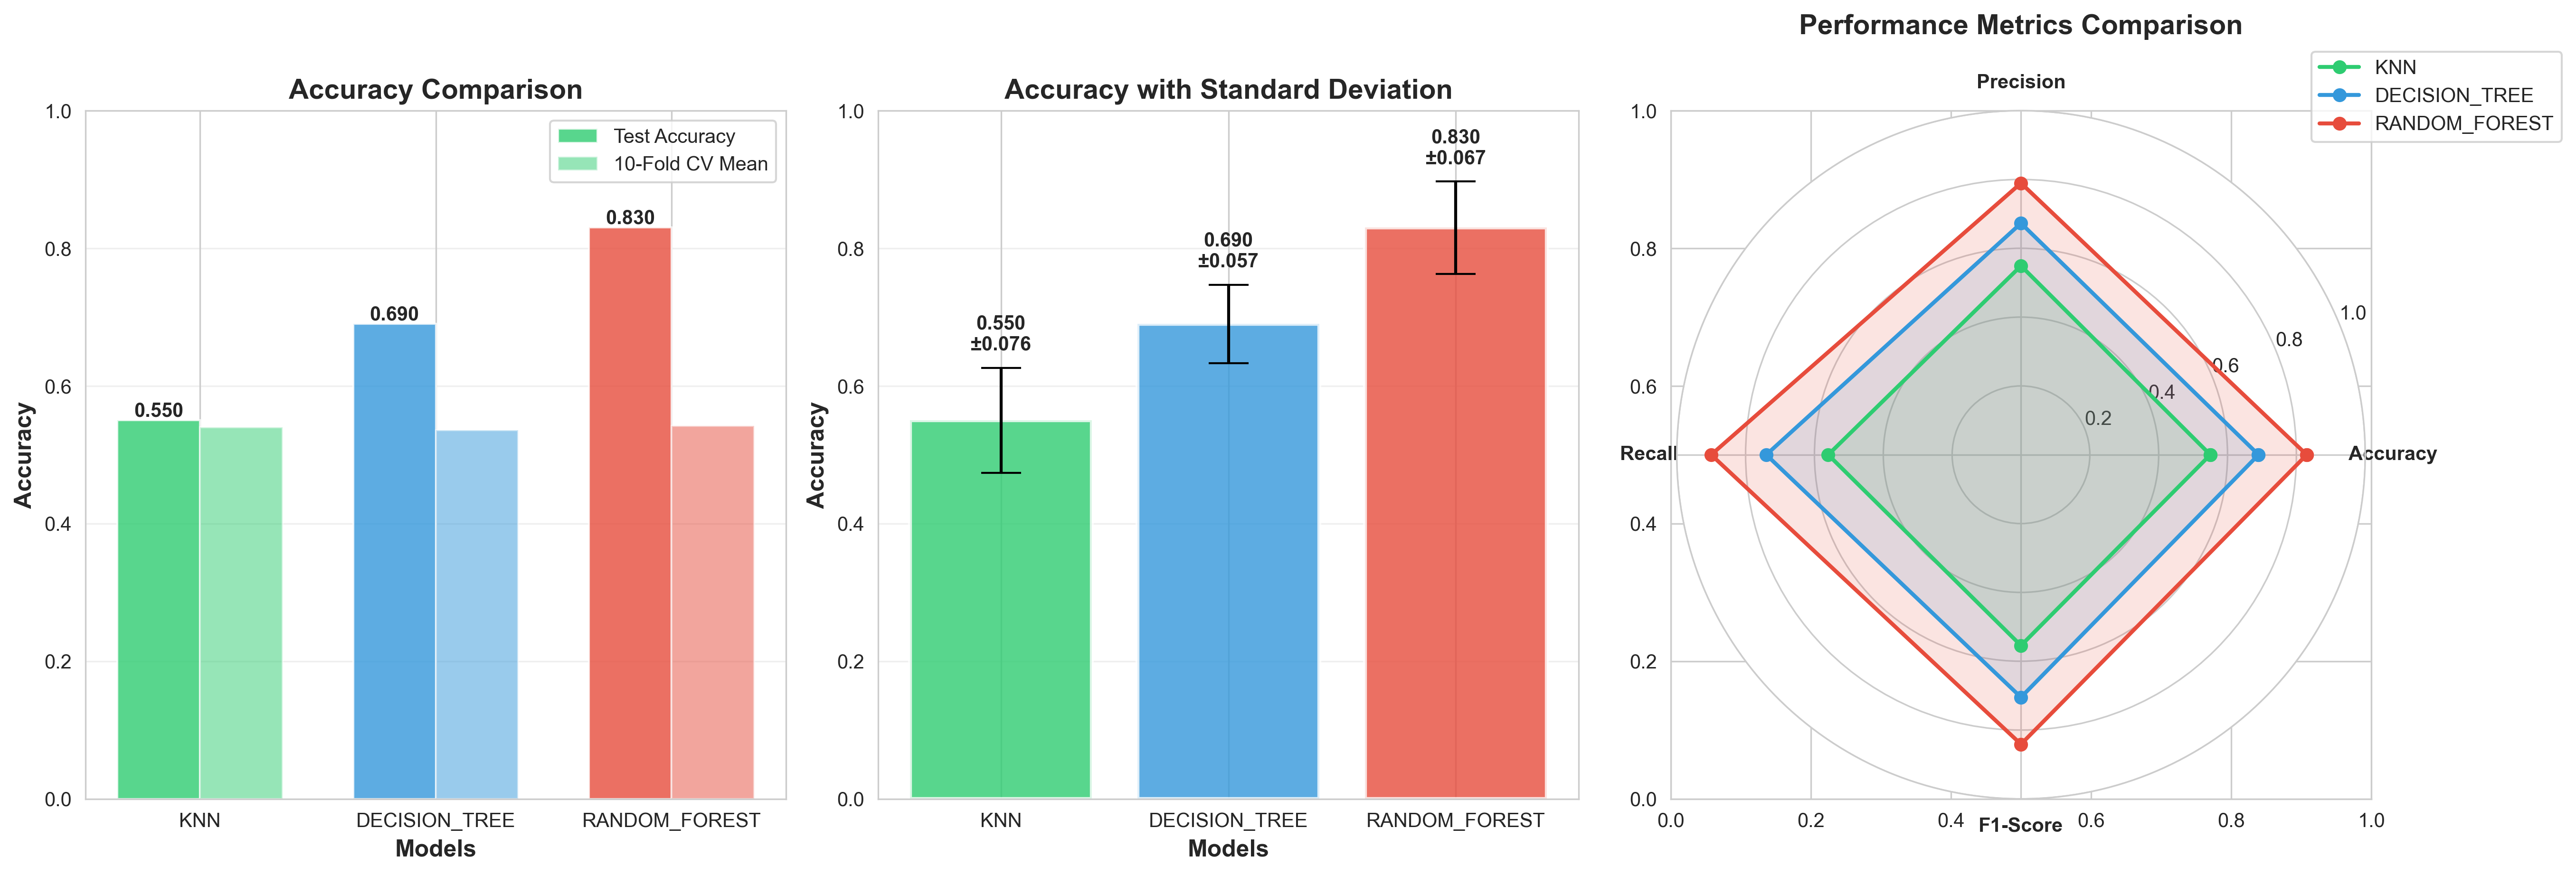 Accuracy Comparison
Test Accuracy
10-Fold CV Mean
Accuracy
1.0
0.8
0.6
0.4
0.2
0.0
0.550
0.690
0.830
KNN
DECISION_TREE
RANDOM_FOREST
Models
Accuracy with Standard Deviation
Accuracy
1.0
0.8
0.6
0.4
0.2
0.0
0.550
±0.076
0.690
±0.057
0.830
±0.067
KNN
DECISION_TREE
RANDOM_FOREST
Models
Performance Metrics Comparison
KNN
DECISION_TREE
RANDOM_FOREST
Precision
Recall
Accuracy
F1-Score
1.0
0.8
0.6
0.4
0.2
1.0
0.8
0.6
0.4
0.2
0.0
0.0
0.2
0.4
0.6
0.8
1.0